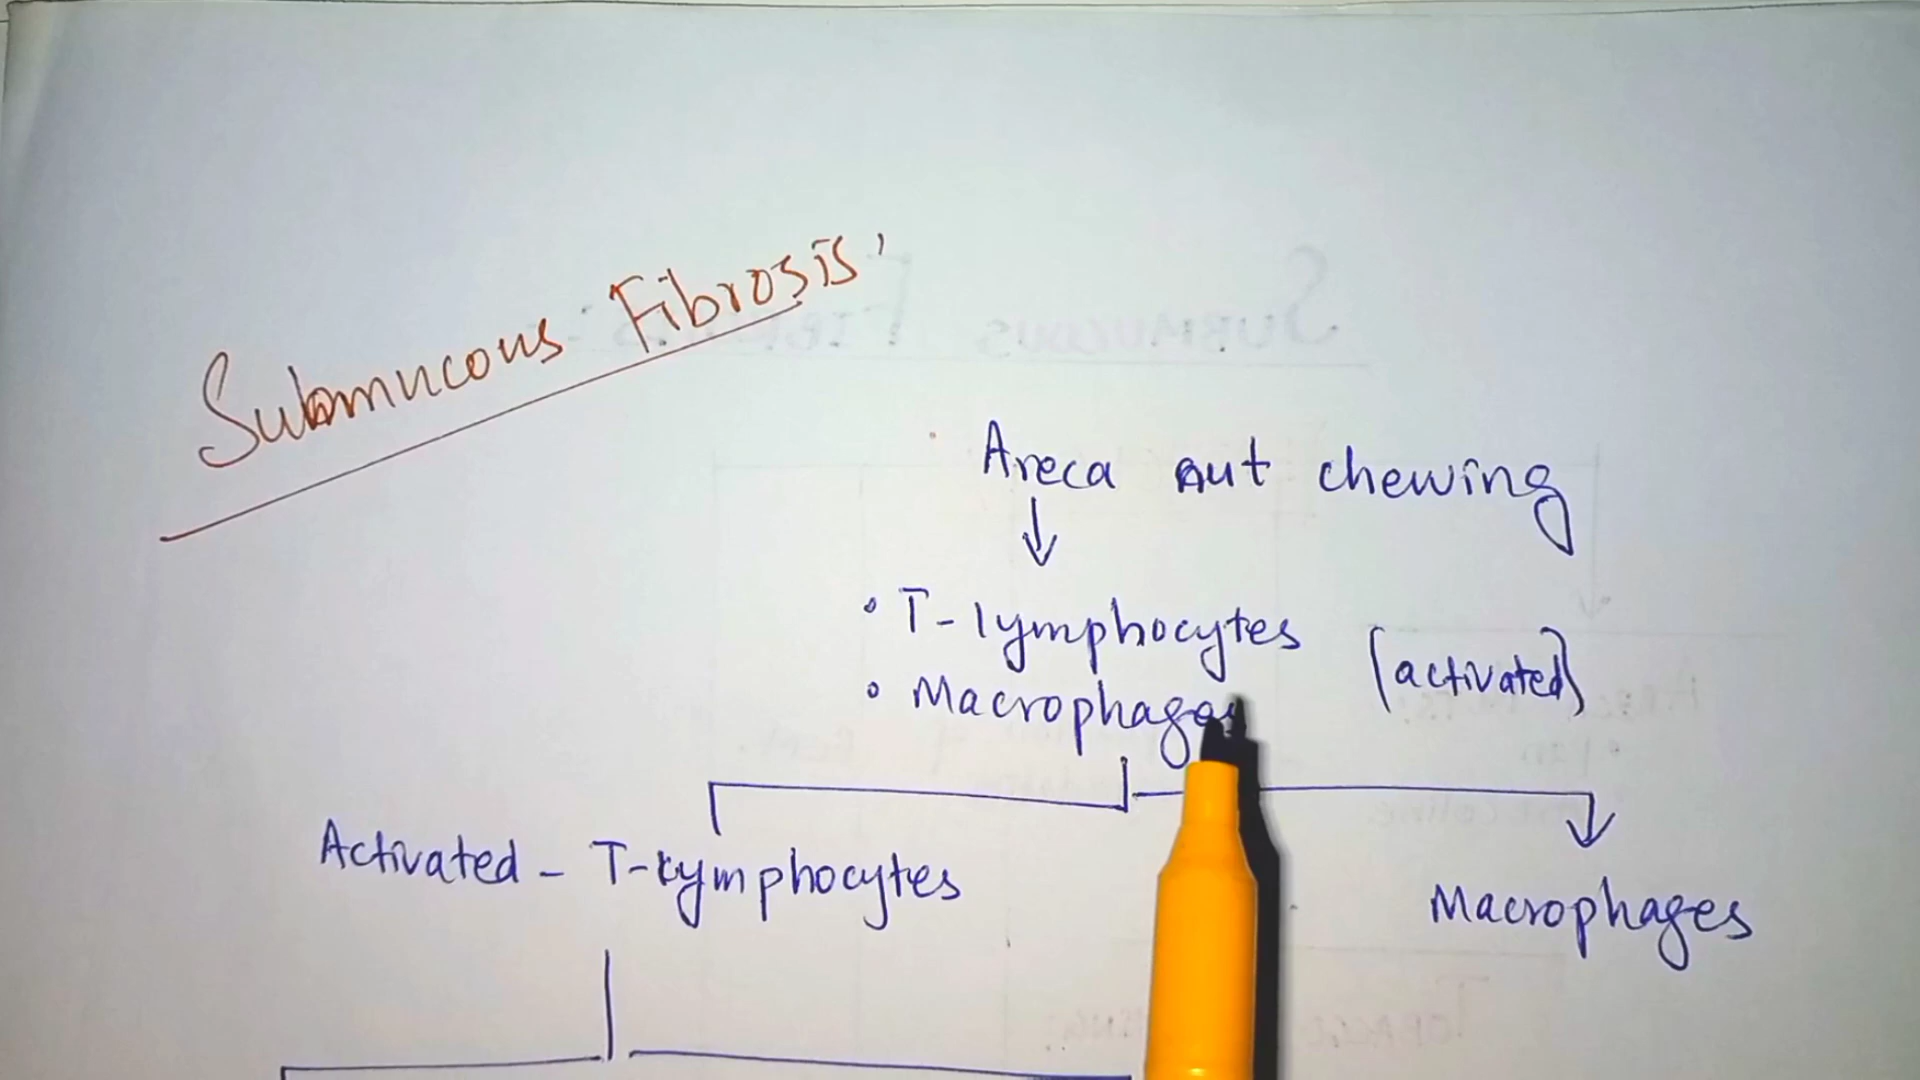 Submucous Fibrosis
Areca nut chewing
• T-lymphocytes
(activated)
• Macrophages
Activated - T-lymphocytes
Macrophages